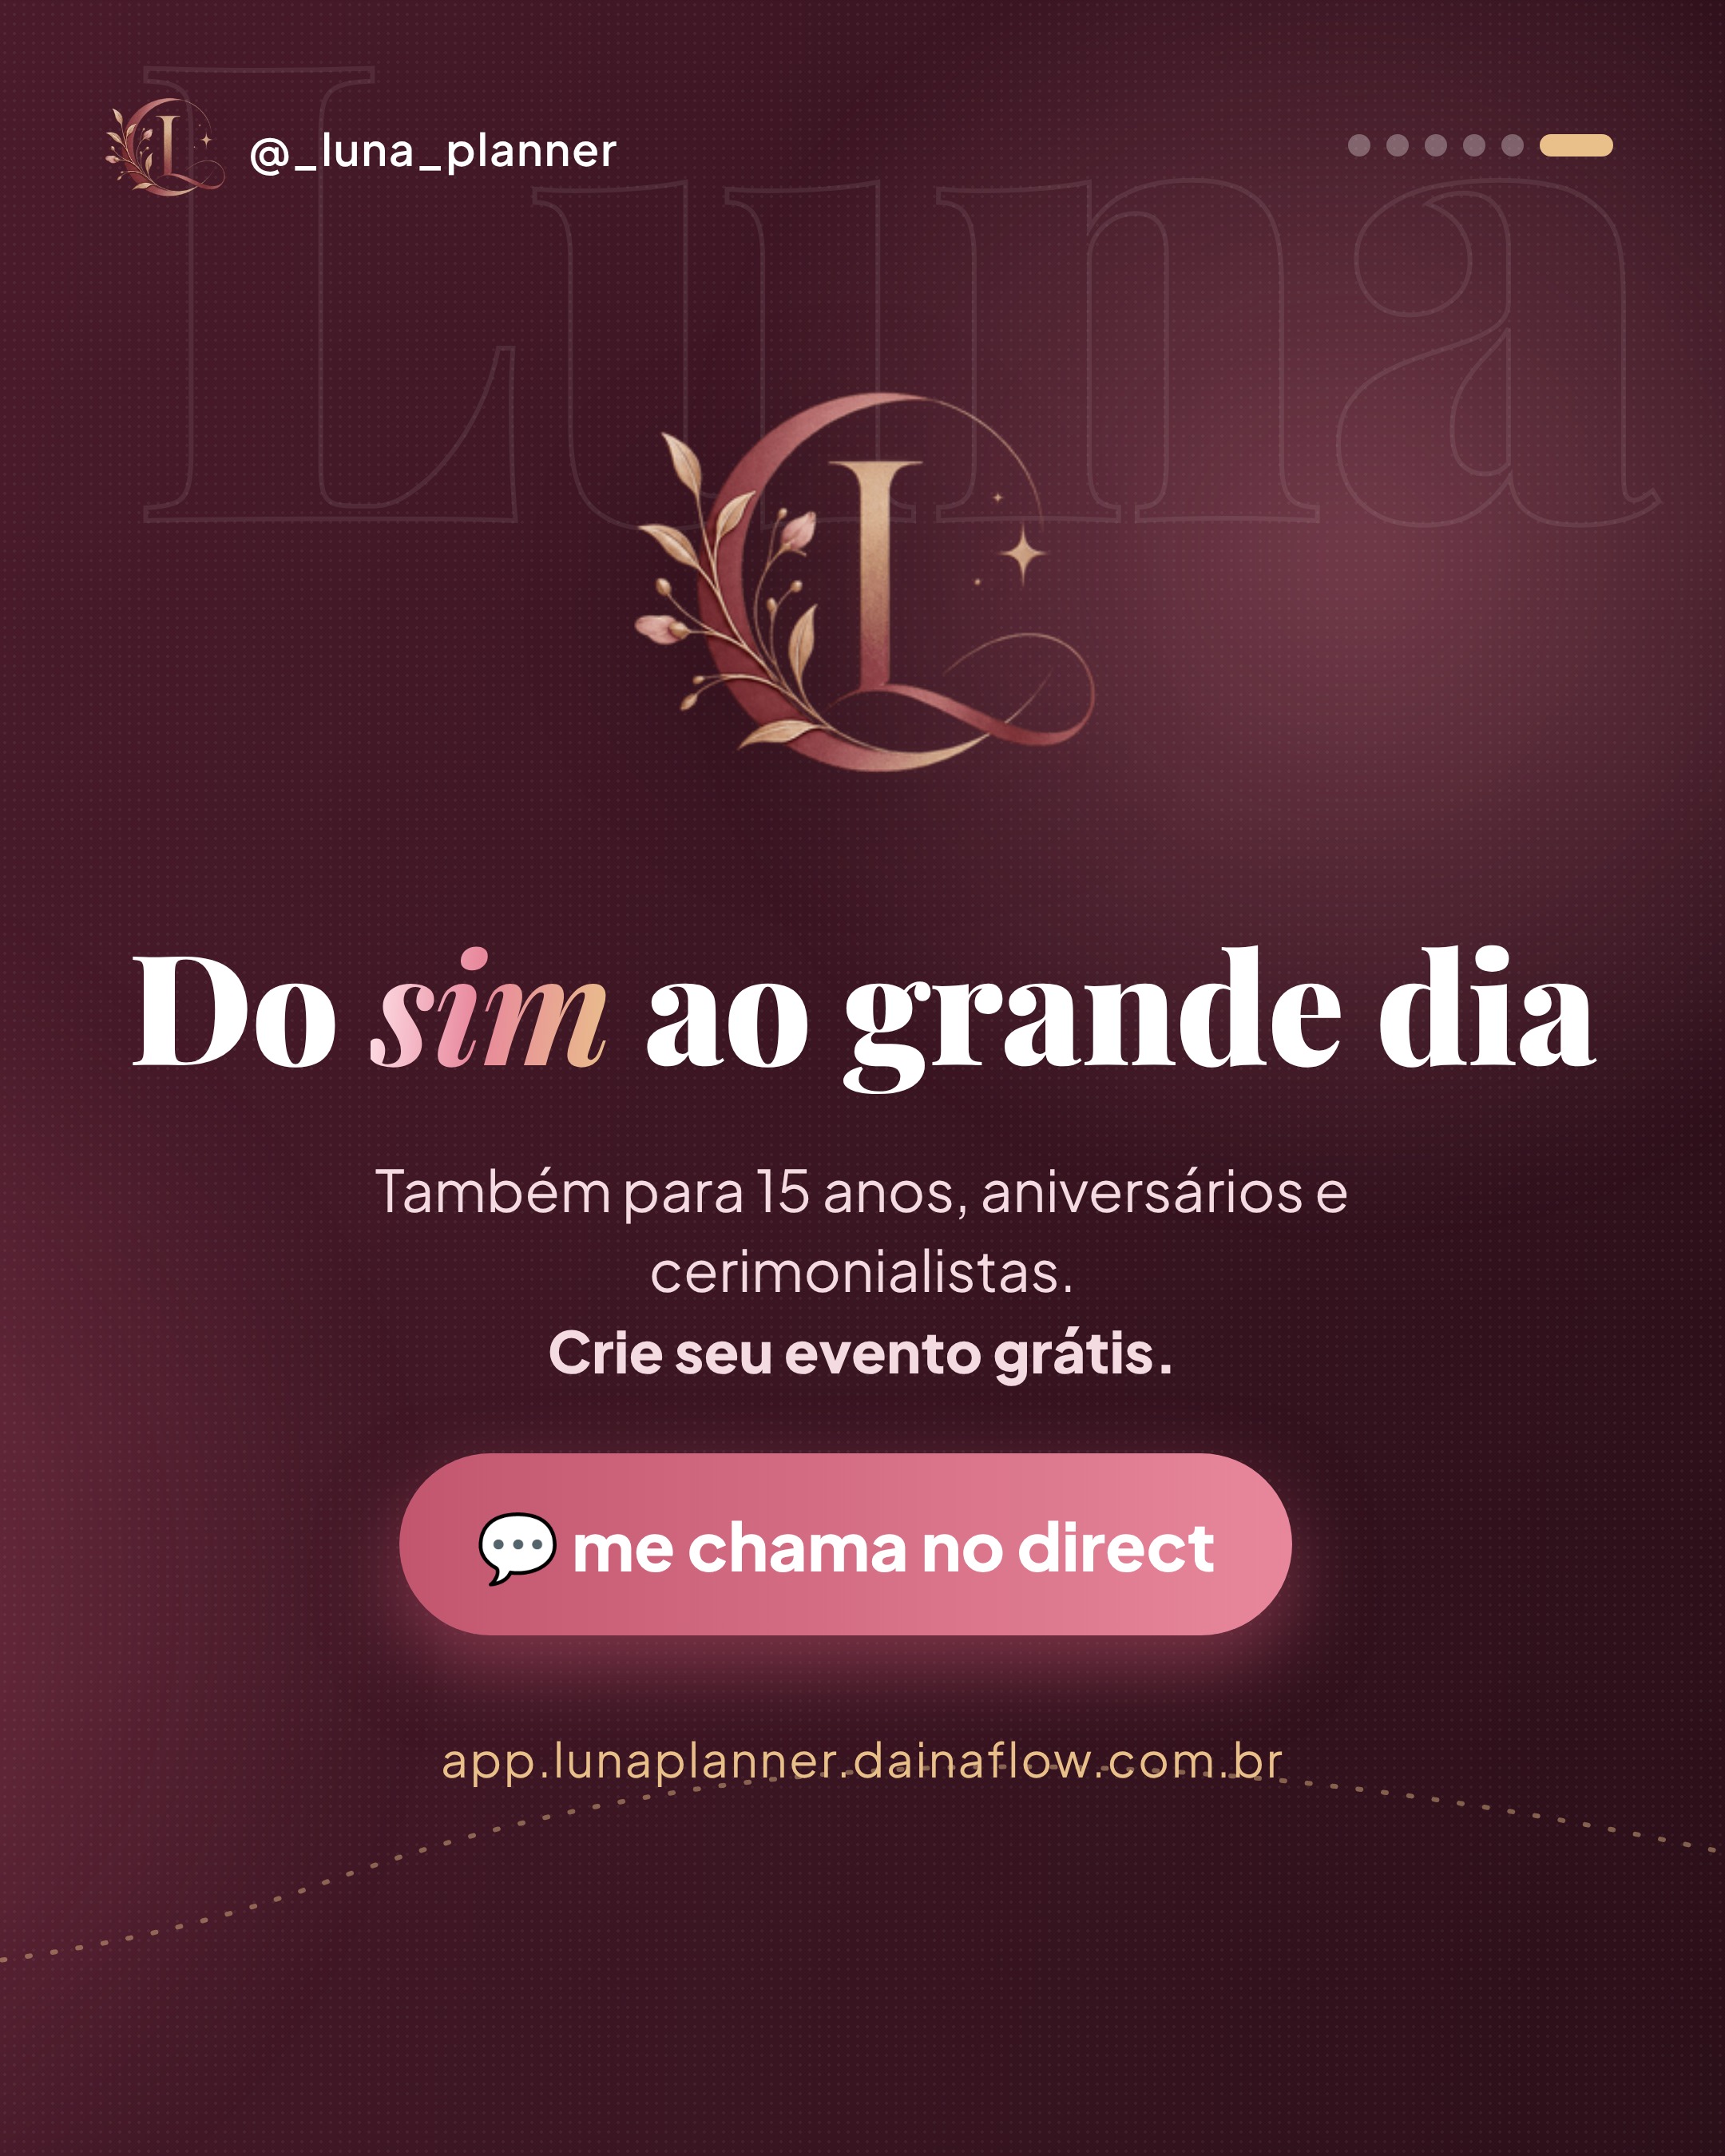 @_luna_planner
Luna
L
Do sim ao grande dia
Também para 15 anos, aniversários e
cerimonialistas.
Crie seu evento grátis.
💬 me chama no direct
app.lunaplanner.dainaflow.com.br